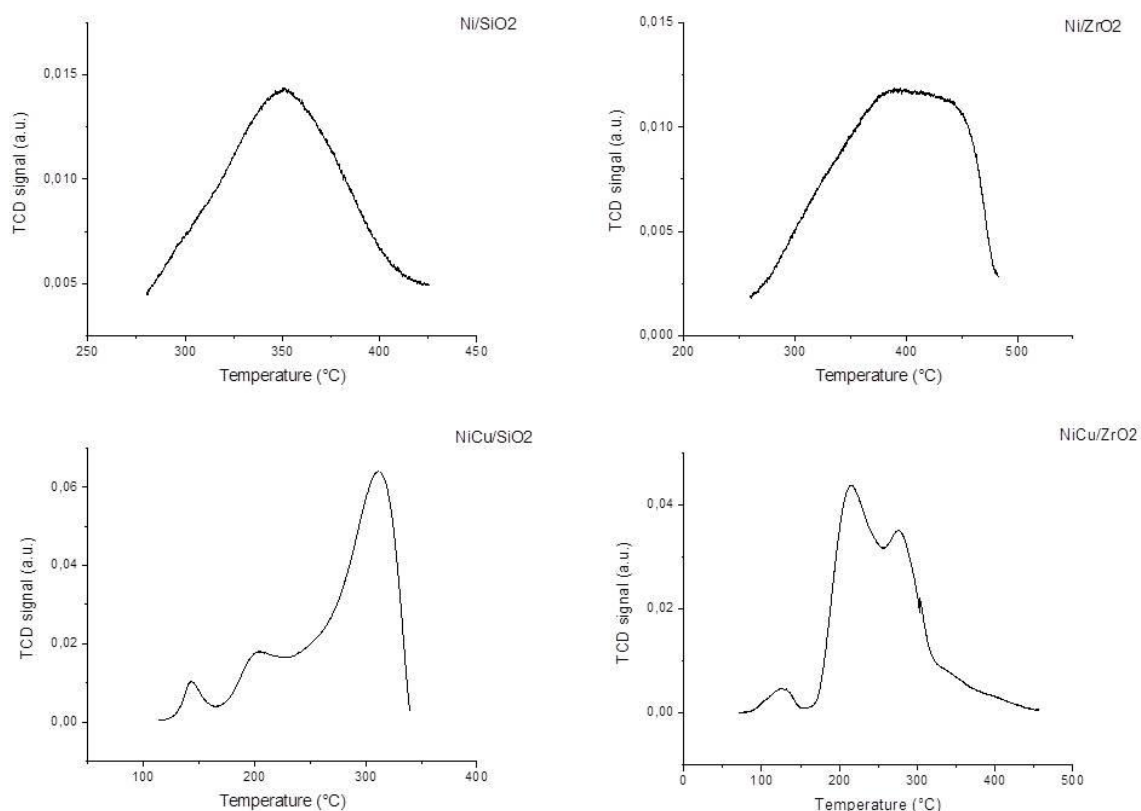 Ni/SiO2
0,015
0,010
0,005
TCD signal (a.u.)
250 300 350 400 450
Temperature (°C)
Ni/ZrO2
0,015
0,010
0,005
0,000
TCD singal (a.u.)
200 300 400 500
Temperature (°C)
NiCu/SiO2
0,06
0,04
0,02
0,00
TCD signal (a.u.)
100 200 300 400
Temperature (°C)
NiCu/ZrO2
0,04
0,02
0,00
TCD signal (a.u.)
0 100 200 300 400 500
Temperature (°C)